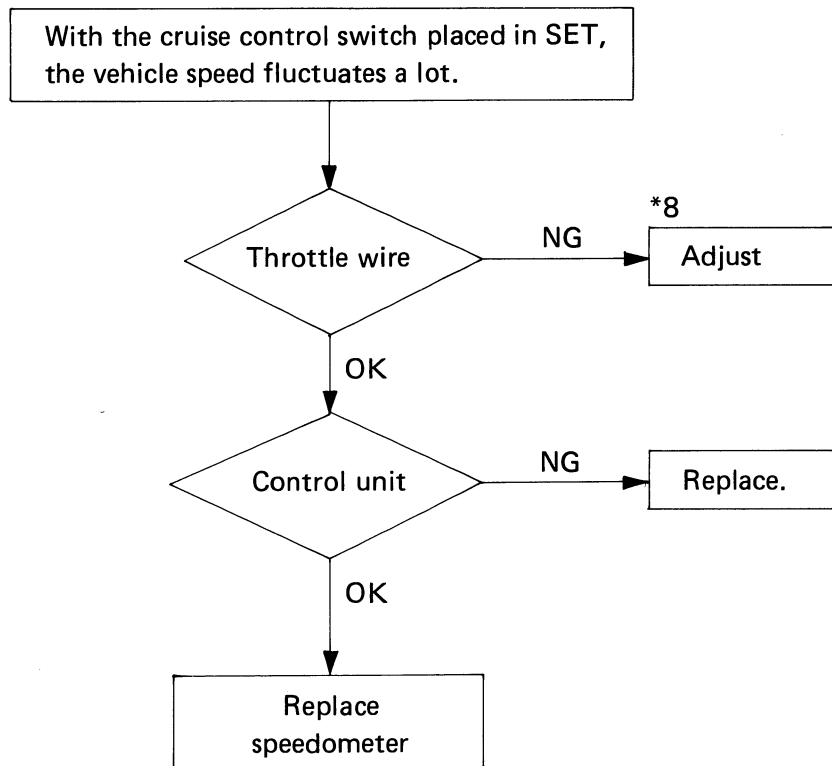 With the cruise control switch placed in SET,
the vehicle speed fluctuates a lot.
Throttle wire
NG
*8
Adjust
OK
Control unit
NG
Replace.
OK
Replace
speedometer